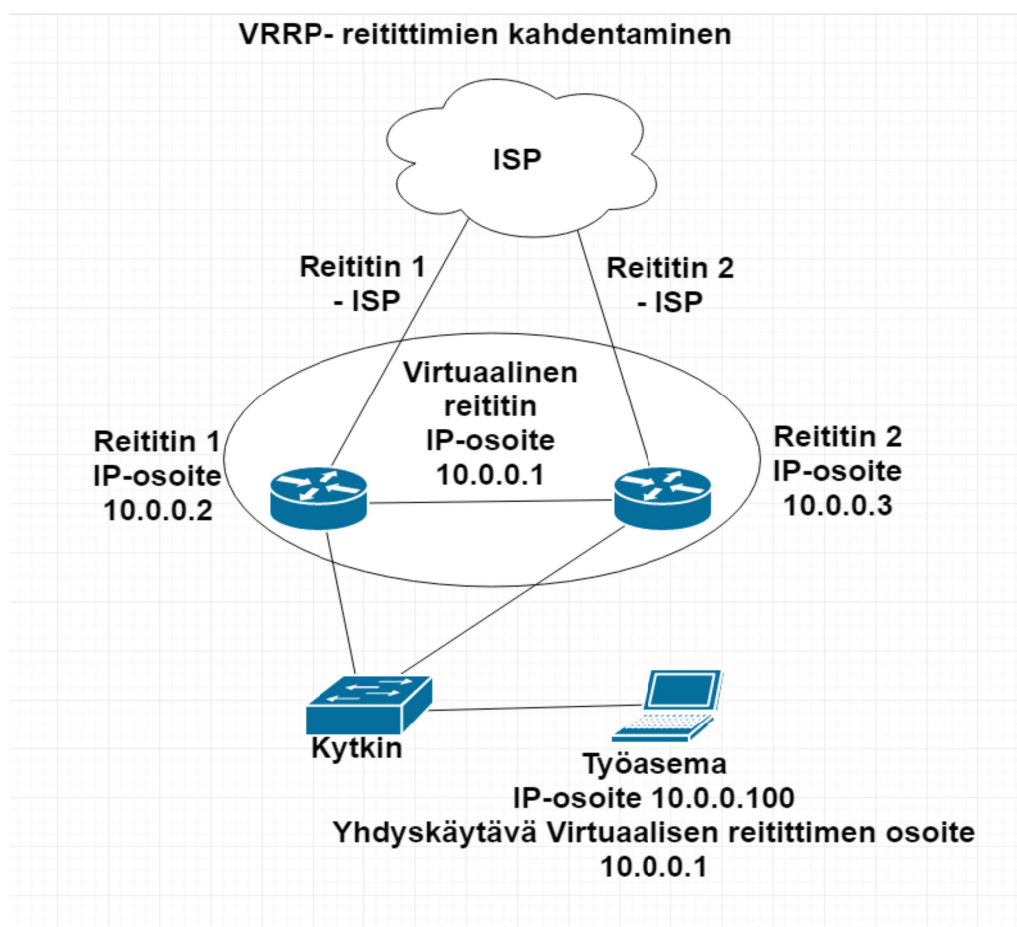 VRRP- reitittimien kahdentaminen
ISP
Reititin 1
- ISP
Reititin 2
- ISP
Virtuaalinen
reititin
IP-osoite
10.0.0.1
Reititin 1
IP-osoite
10.0.0.2
Reititin 2
IP-osoite
10.0.0.3
Kytkin
Työasema
IP-osoite 10.0.0.100
Yhdyskäytävä Virtuaalisen reitittimen osoite
10.0.0.1